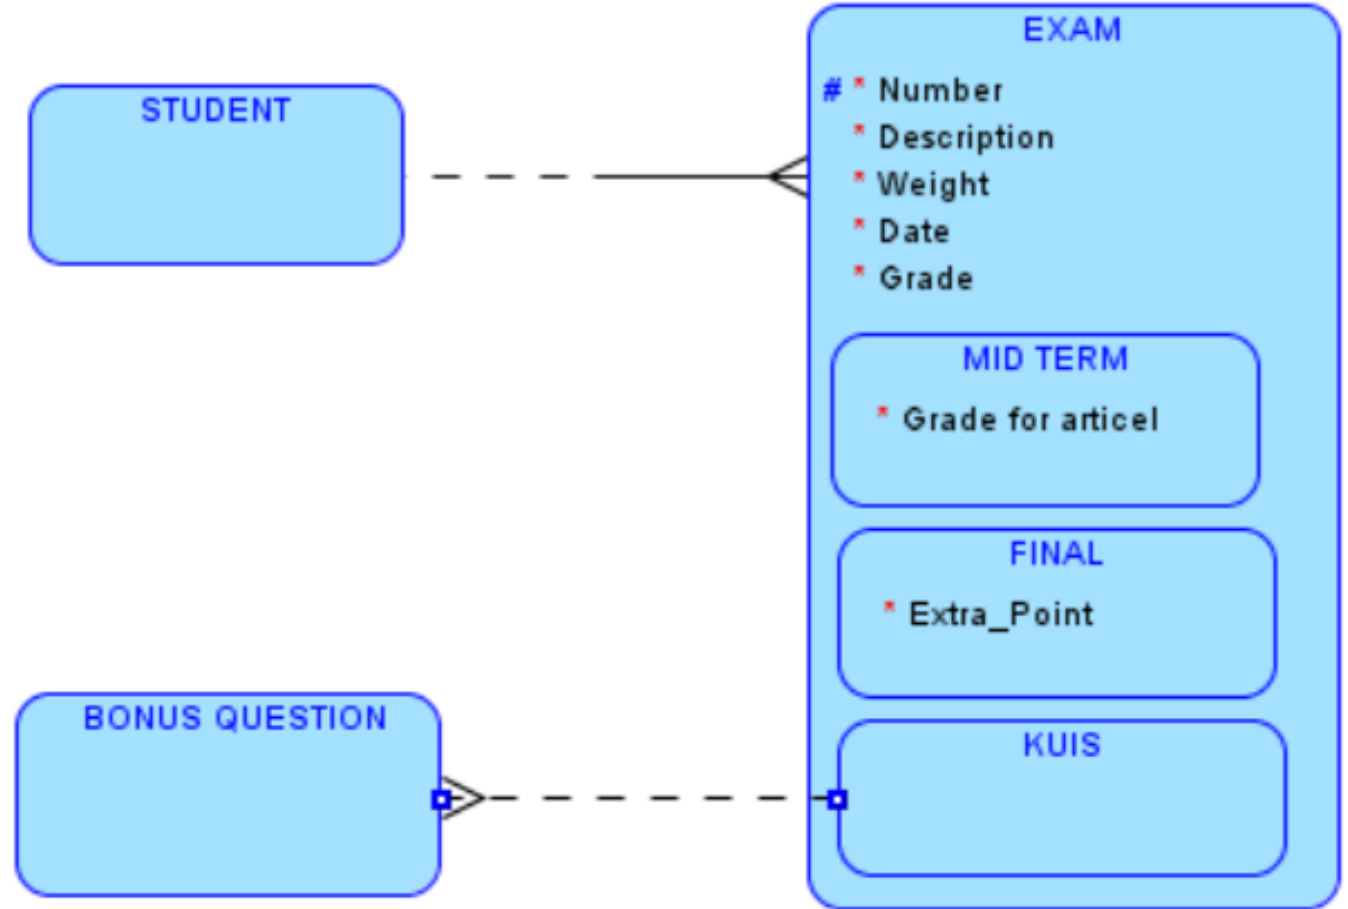 STUDENT
EXAM
# * Number
* Description
* Weight
* Date
* Grade
MID TERM
* Grade for articel
FINAL
* Extra_Point
KUIS
BONUS QUESTION